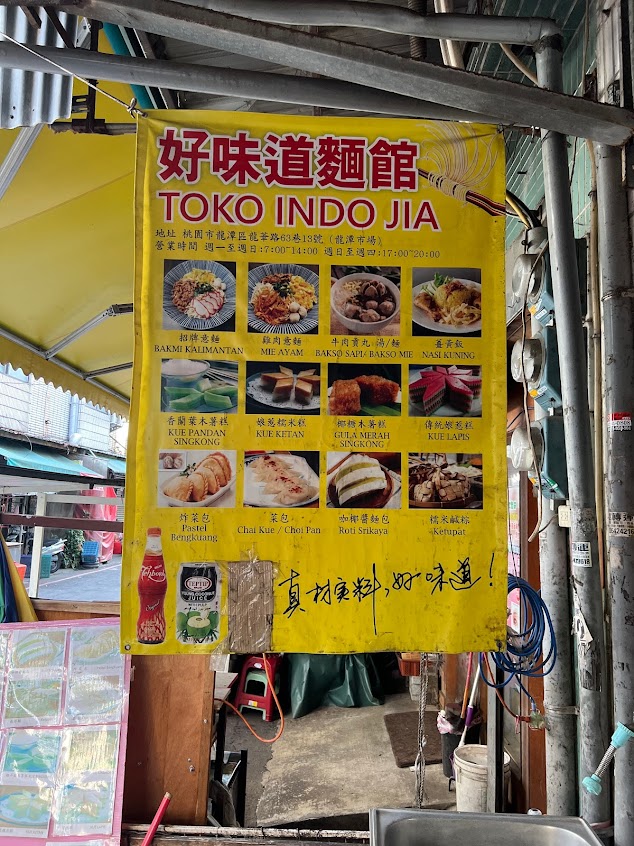 好味道麵館
TOKO INDO JIA
地址 桃園市龍潭區龍華路63巷13號（龍潭市場）
營業時間 週一至週日:7:00~14:00 週日至週四:17:00~20:00
招牌意麵
BAKMI KALIMANTAN
雞肉意麵
MIE AYAM
牛肉貢丸 湯/麵
BAKSO SAPI/ BAKSO MIE
薑黃飯
NASI KUNING
香蘭葉木薯糕
KUE PANDAN
SINGKONG
娘惹糯米糕
KUE KETAN
椰糖木薯糕
GULA MERAH
SINGKONG
傳統娘惹糕
KUE LAPIS
炸菜包
Pastel
Bengkuang
菜包
Chai Kue / Choi Pan
咖椰醬麵包
Roti Srikaya
糯米鹹粽
Ketupat
真材實料,好味道!